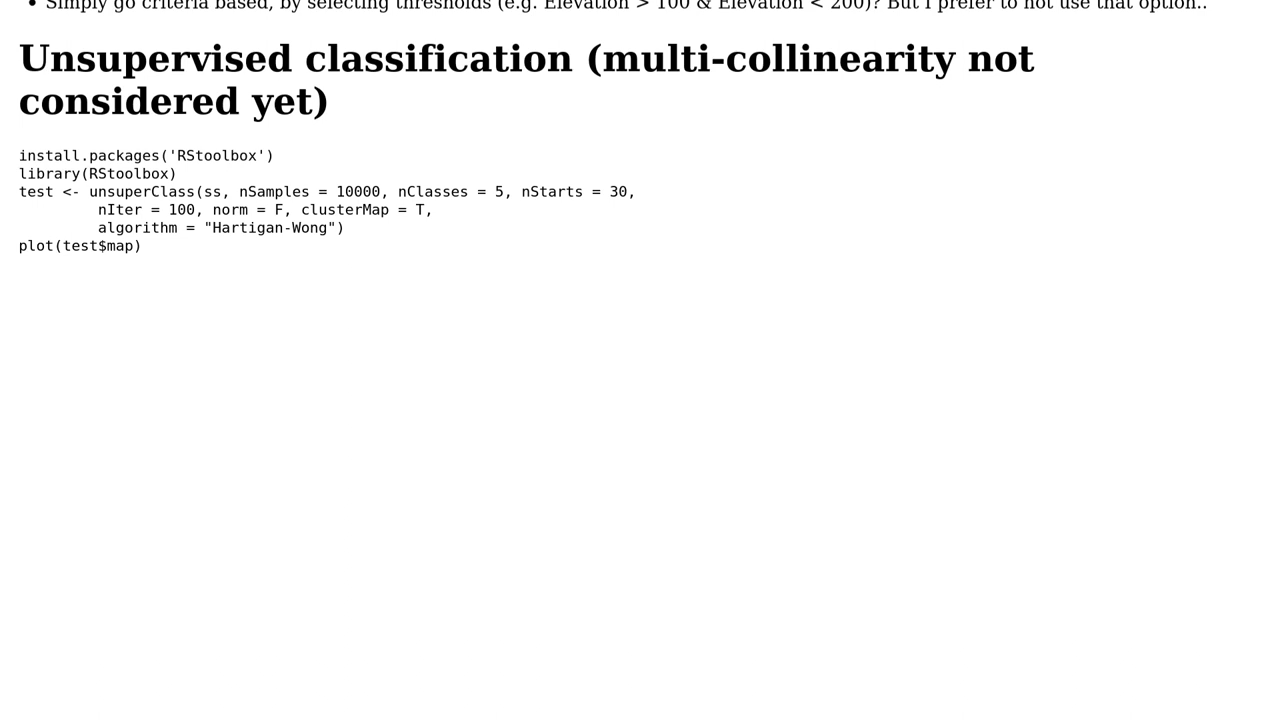 • Simply go criteria based, by selecting thresholds (e.g. Elevation > 100 & Elevation < 200)? But I prefer to not use that option..
Unsupervised classification (multi-collinearity not
considered yet)
install.packages('RStoolbox')
library(RStoolbox)
test <- unsuperClass(ss, nSamples = 10000, nClasses = 5, nStarts = 30,
         nIter = 100, norm = F, clusterMap = T,
         algorithm = "Hartigan-Wong")
plot(test$map)